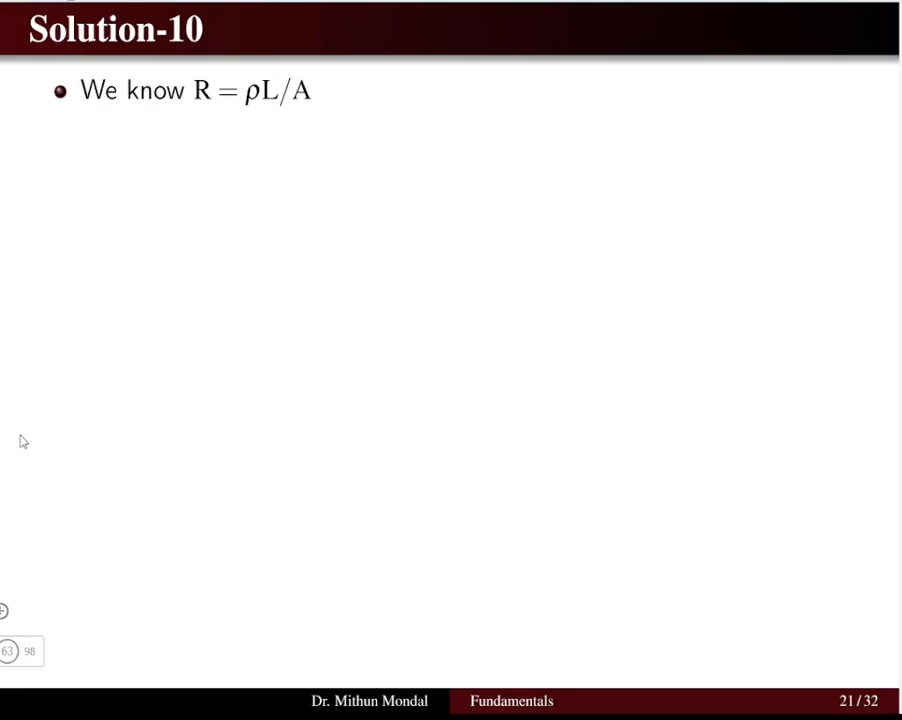 Solution-10
We know R = ρL/A
63 98
Dr. Mithun Mondal Fundamentals 21/32